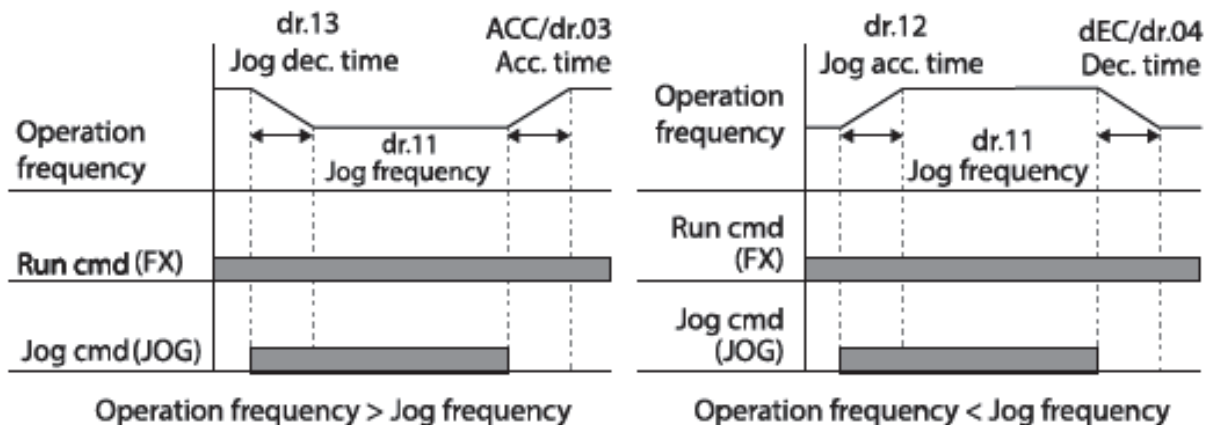 dr.13
Jog dec. time
ACC/dr.03
Acc. time
Operation
frequency
dr.11
Jog frequency
Run cmd (FX)
Jog cmd (JOG)
Operation frequency > Jog frequency
dr.12
Jog acc. time
dEC/dr.04
Dec. time
Operation
frequency
dr.11
Jog frequency
Run cmd
(FX)
Jog cmd
(JOG)
Operation frequency < Jog frequency